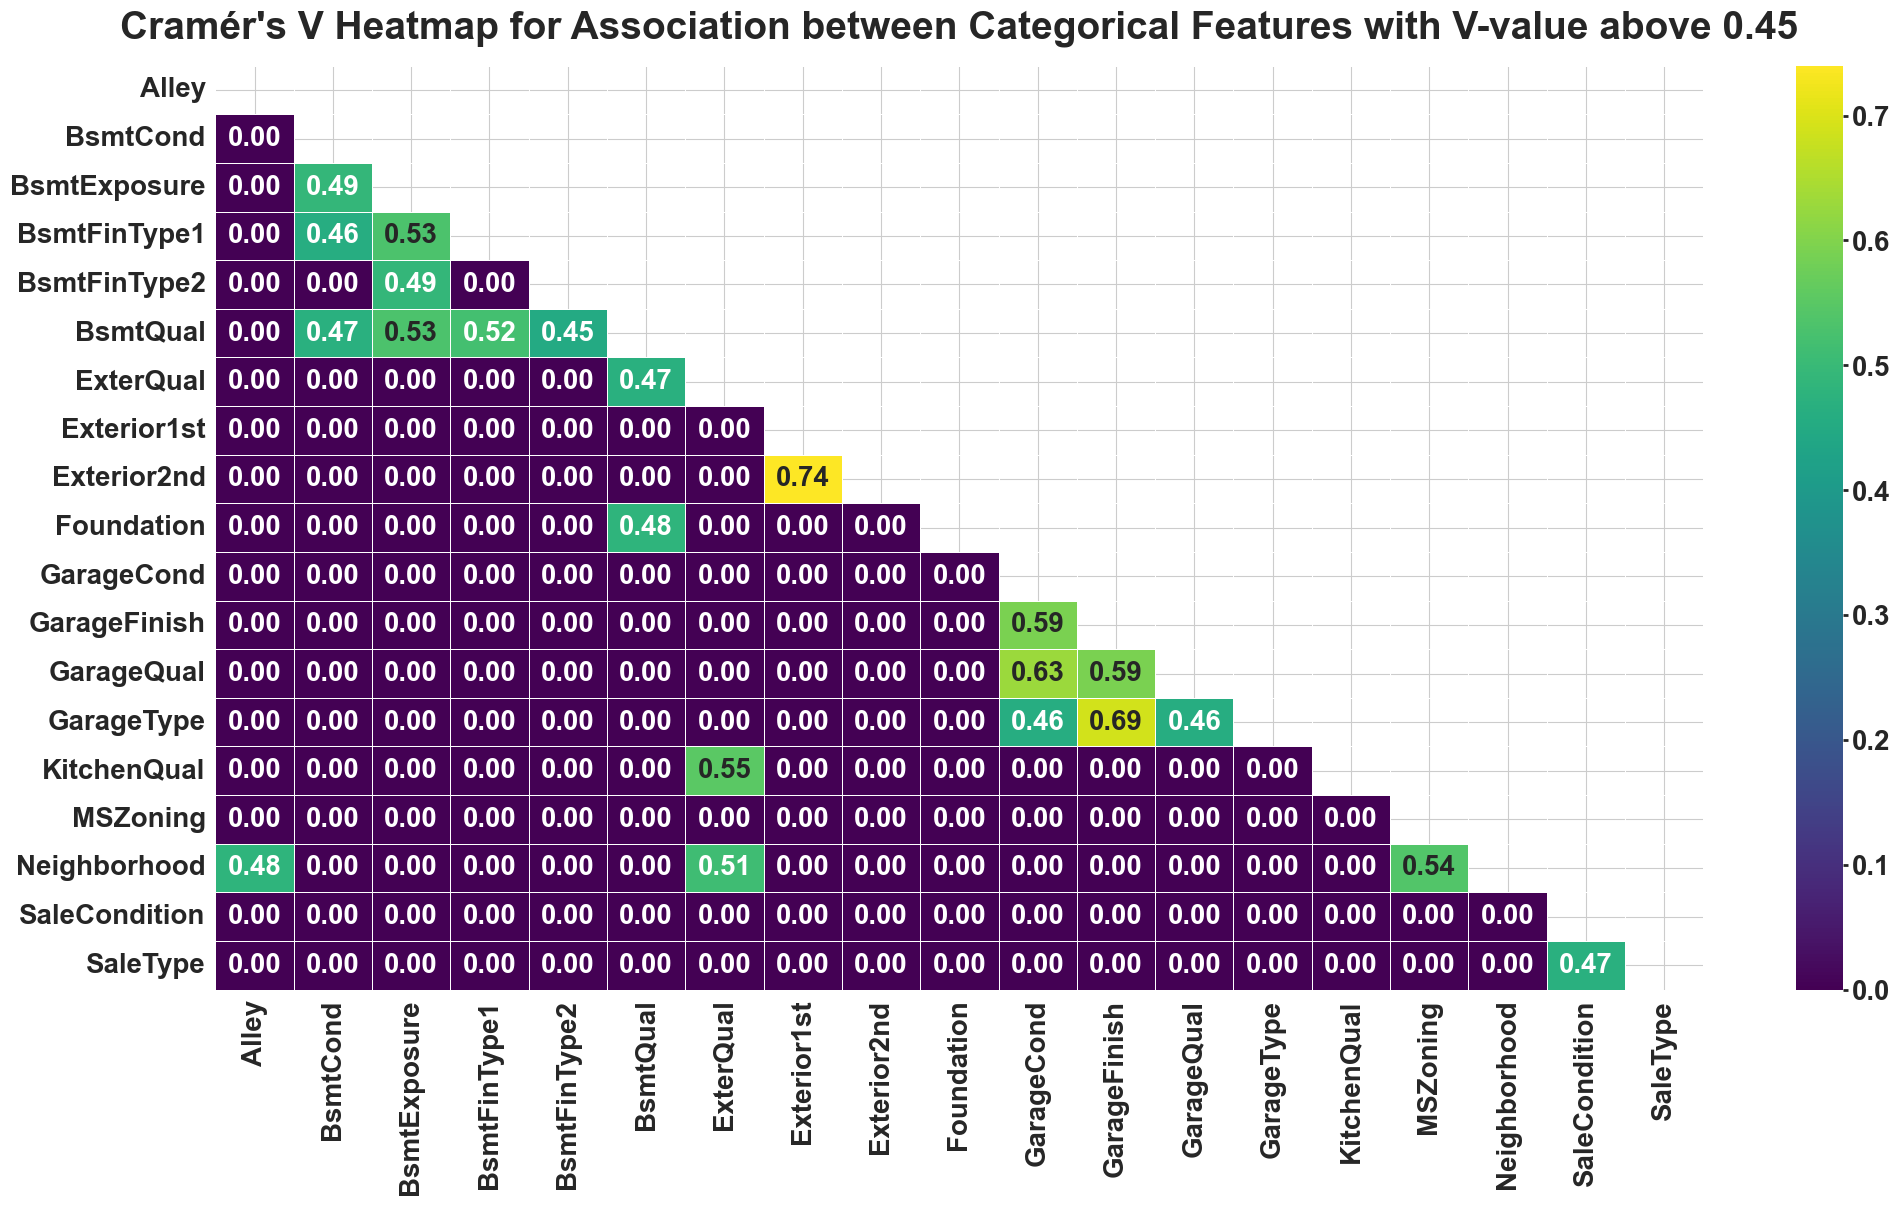 Cramér's V Heatmap for Association between Categorical Features with V-value above 0.45
Alley
BsmtCond 0.00
BsmtExposure 0.00 0.49
BsmtFinType1 0.00 0.46 0.53
BsmtFinType2 0.00 0.00 0.49 0.00
BsmtQual 0.00 0.47 0.53 0.52 0.45
ExterQual 0.00 0.00 0.00 0.00 0.00 0.47
Exterior1st 0.00 0.00 0.00 0.00 0.00 0.00 0.00
Exterior2nd 0.00 0.00 0.00 0.00 0.00 0.00 0.00 0.74
Foundation 0.00 0.00 0.00 0.00 0.00 0.48 0.00 0.00 0.00
GarageCond 0.00 0.00 0.00 0.00 0.00 0.00 0.00 0.00 0.00 0.00
GarageFinish 0.00 0.00 0.00 0.00 0.00 0.00 0.00 0.00 0.00 0.00 0.59
GarageQual 0.00 0.00 0.00 0.00 0.00 0.00 0.00 0.00 0.00 0.00 0.63 0.59
GarageType 0.00 0.00 0.00 0.00 0.00 0.00 0.00 0.00 0.00 0.00 0.46 0.69 0.46
KitchenQual 0.00 0.00 0.00 0.00 0.00 0.00 0.55 0.00 0.00 0.00 0.00 0.00 0.00 0.00
MSZoning 0.00 0.00 0.00 0.00 0.00 0.00 0.00 0.00 0.00 0.00 0.00 0.00 0.00 0.00 0.00
Neighborhood 0.48 0.00 0.00 0.00 0.00 0.00 0.51 0.00 0.00 0.00 0.00 0.00 0.00 0.00 0.00 0.54
SaleCondition 0.00 0.00 0.00 0.00 0.00 0.00 0.00 0.00 0.00 0.00 0.00 0.00 0.00 0.00 0.00 0.00 0.00
SaleType 0.00 0.00 0.00 0.00 0.00 0.00 0.00 0.00 0.00 0.00 0.00 0.00 0.00 0.00 0.00 0.00 0.00 0.47
Alley
BsmtCond
BsmtExposure
BsmtFinType1
BsmtFinType2
BsmtQual
ExterQual
Exterior1st
Exterior2nd
Foundation
GarageCond
GarageFinish
GarageQual
GarageType
KitchenQual
MSZoning
Neighborhood
SaleCondition
SaleType
0.7
0.6
0.5
0.4
0.3
0.2
0.1
0.0